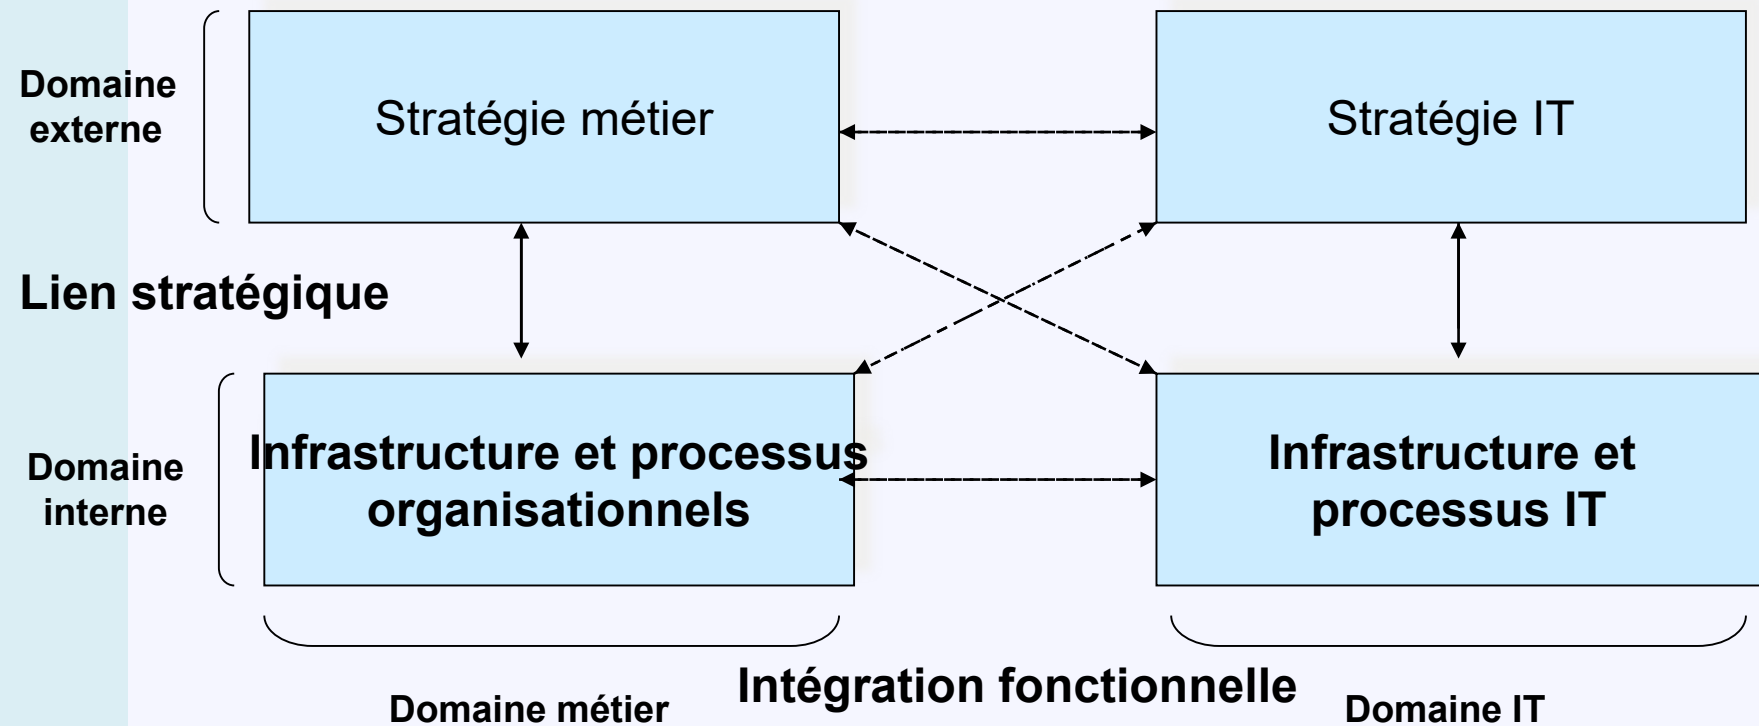 Domaine
externe
Stratégie métier
Stratégie IT
Lien stratégique
Domaine
interne
Infrastructure et processus
organisationnels
Infrastructure et
processus IT
Intégration fonctionnelle
Domaine métier
Domaine IT